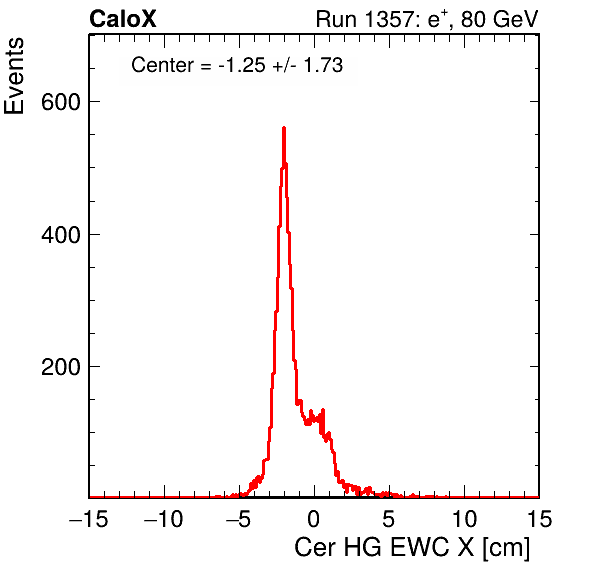 CaloX Run 1357: e⁺, 80 GeV
Events
Center = -1.25 +/- 1.73
600
400
200
−15 −10 −5 0 5 10 15
Cer HG EWC X [cm]